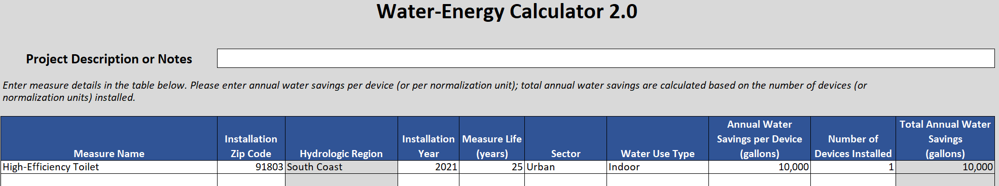 Water-Energy Calculator 2.0
Project Description or Notes
Enter measure details in the table below. Please enter annual water savings per device (or per normalization unit); total annual water savings are calculated based on the number of devices (or
normalization units) installed.
Measure Name
Installation
Zip Code
Hydrologic Region
Installation
Year
Measure Life
(years)
Sector
Water Use Type
Annual Water
Savings per Device
(gallons)
Number of
Devices Installed
Total Annual Water
Savings
(gallons)
High-Efficiency Toilet 91803 South Coast 2021 25 Urban Indoor 10,000 1 10,000